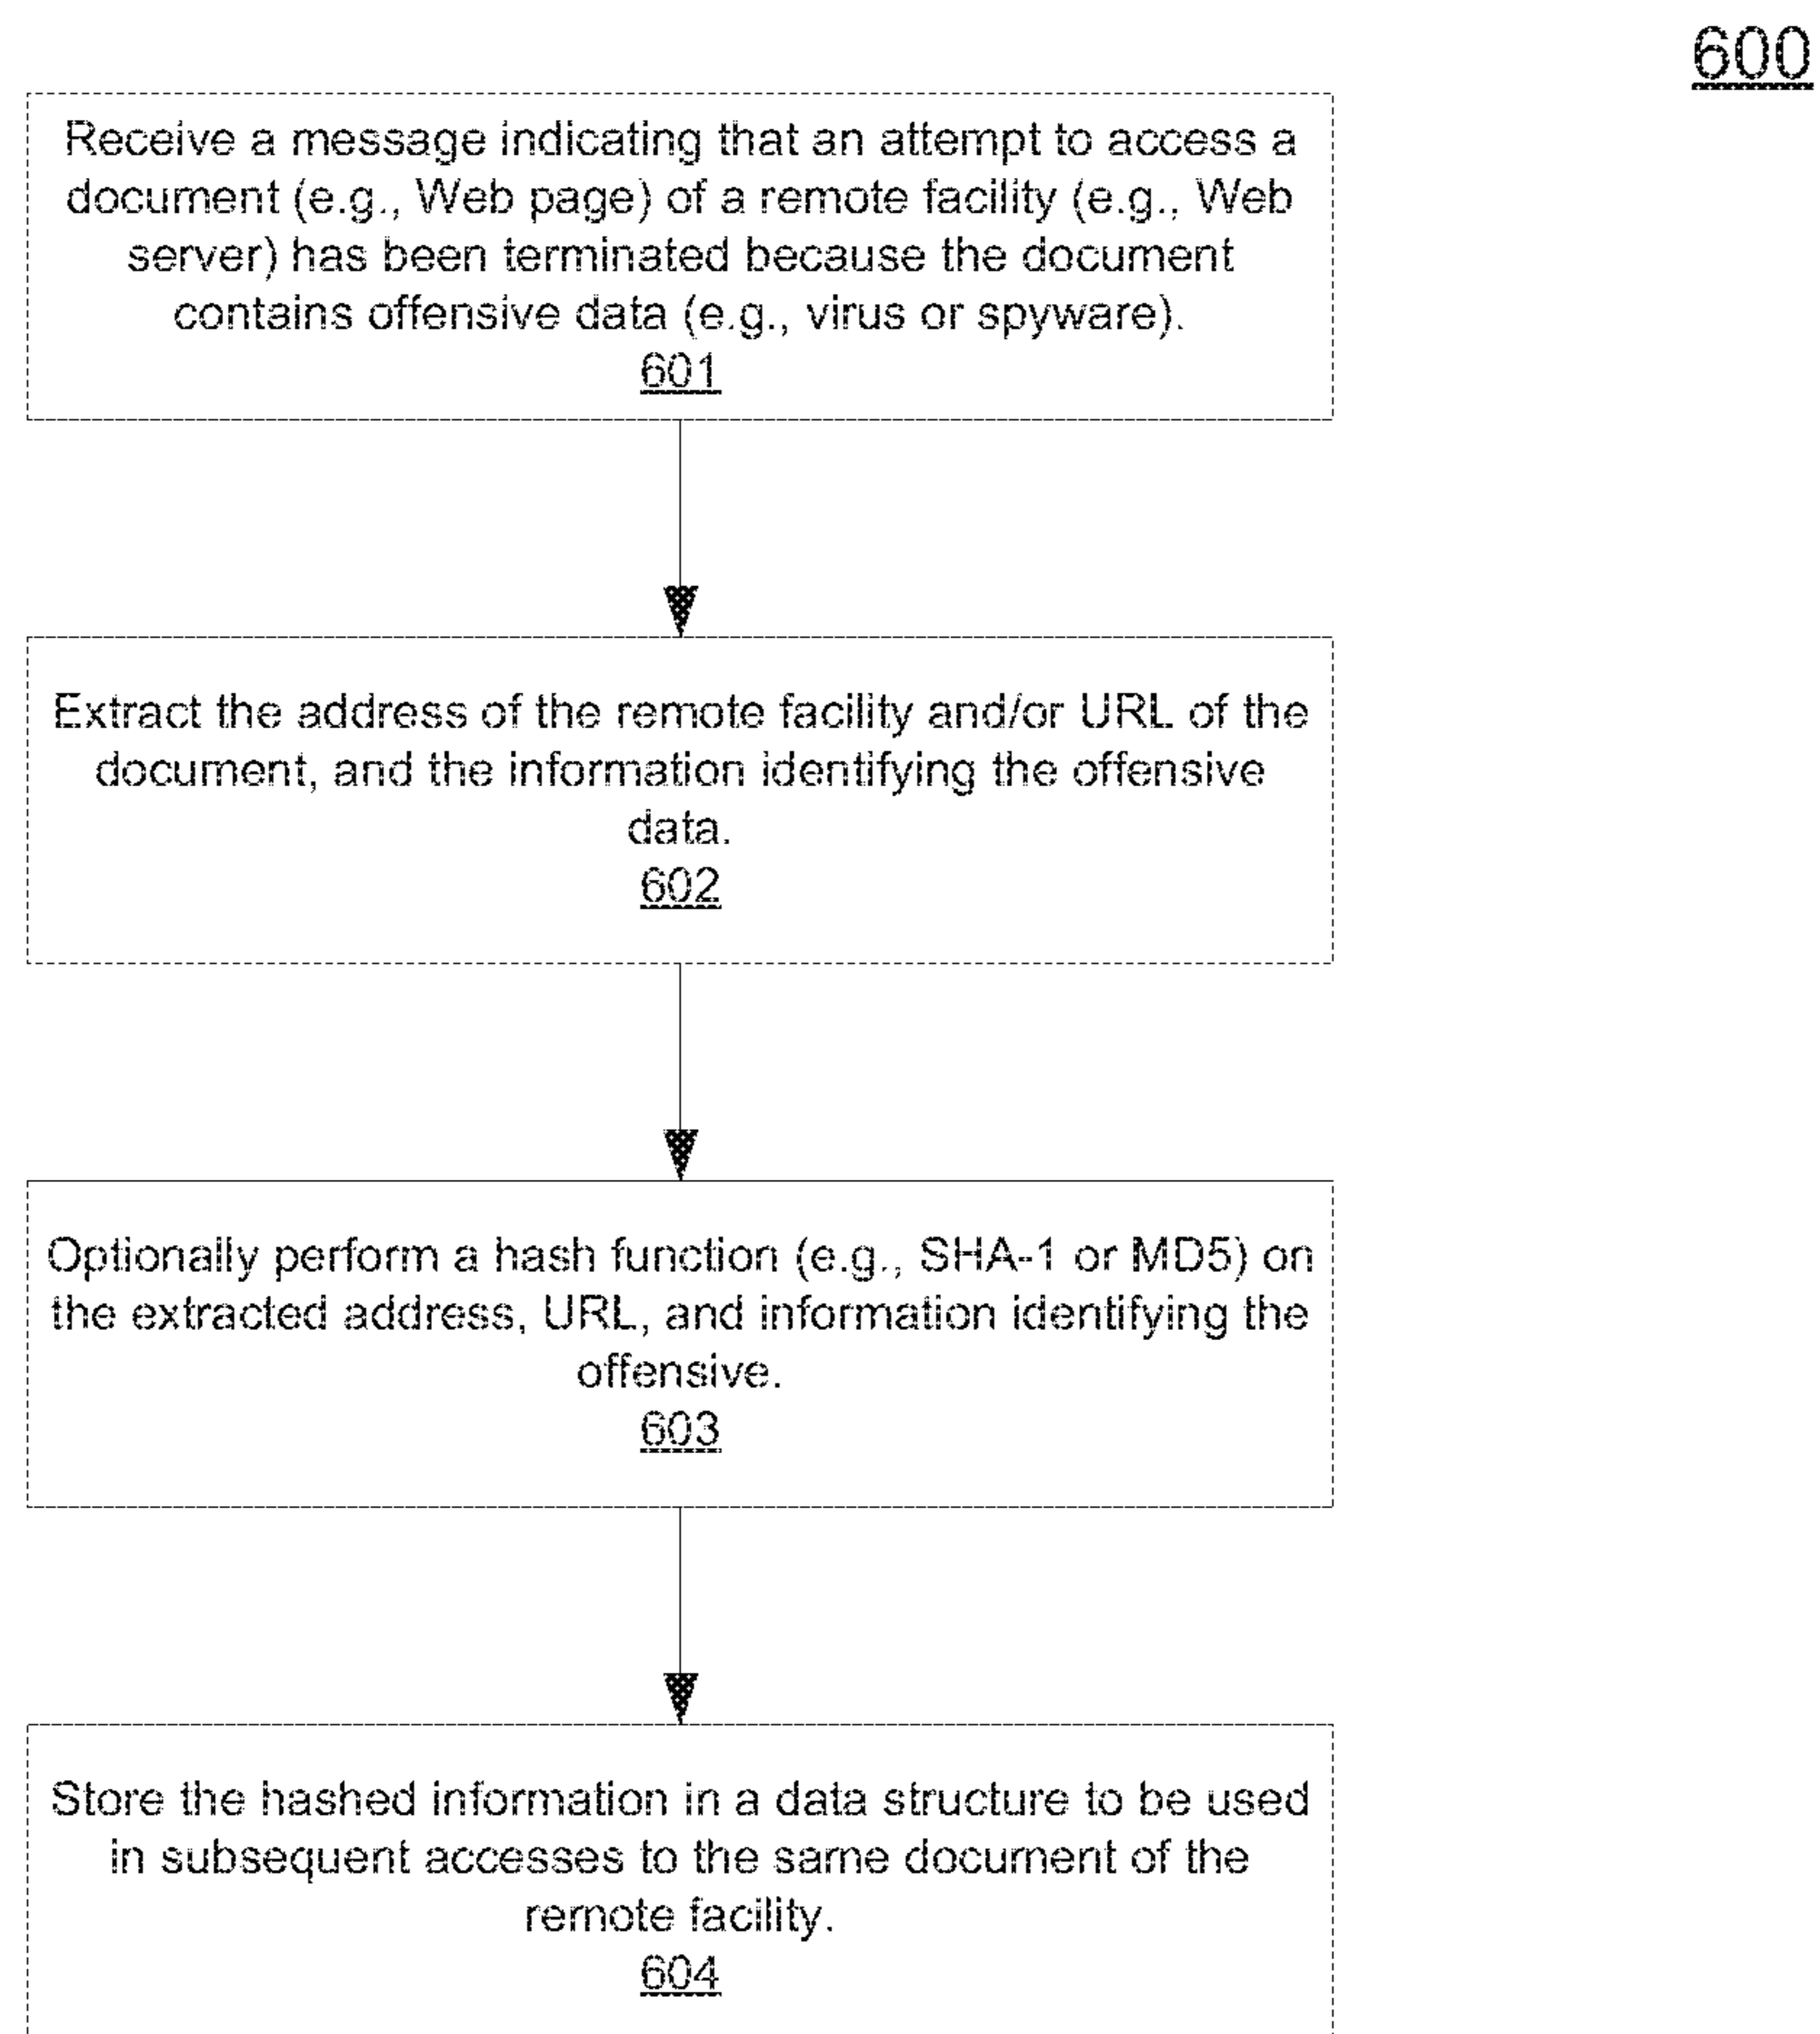 600
Receive a message indicating that an attempt to access a
document (e.g., Web page) of a remote facility (e.g., Web
server) has been terminated because the document
contains offensive data (e.g., virus or spyware).
601
Extract the address of the remote facility and/or URL of the
document, and the information identifying the offensive
data.
602
Optionally perform a hash function (e.g., SHA-1 or MD5) on
the extracted address, URL, and information identifying the
offensive.
603
Store the hashed information in a data structure to be used
in subsequent accesses to the same document of the
remote facility.
604